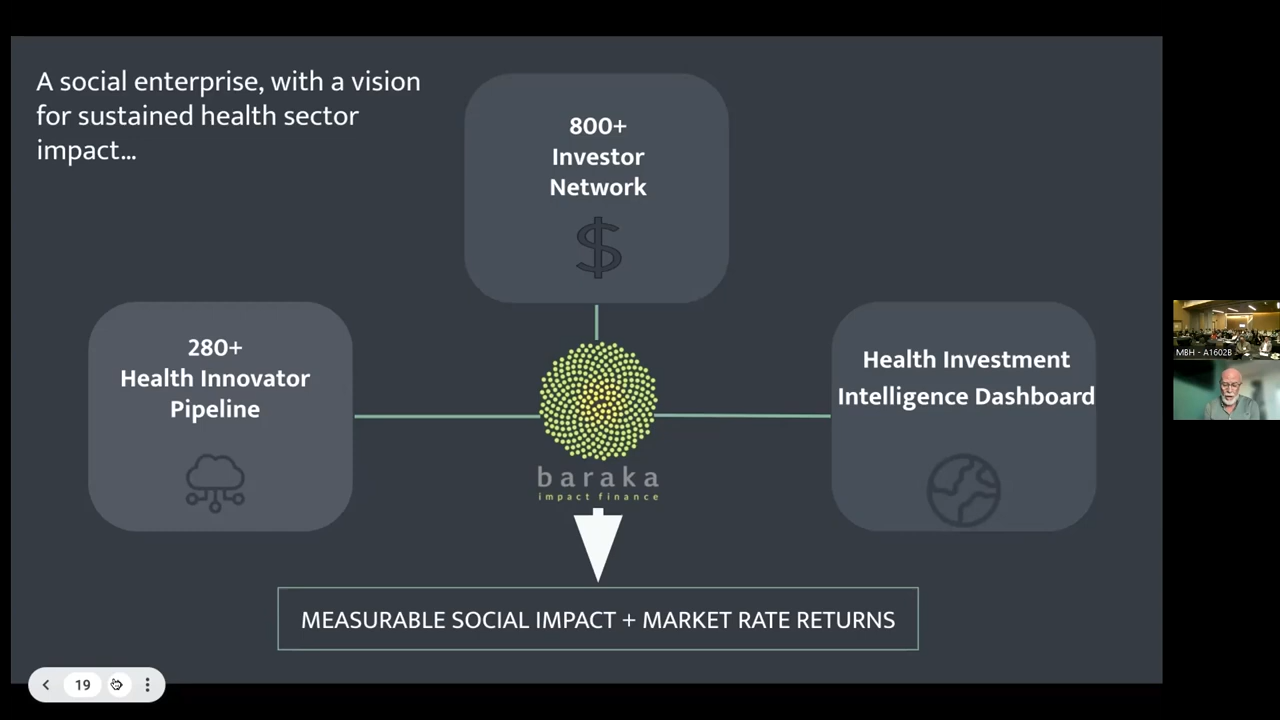 A social enterprise, with a vision
for sustained health sector
impact...
800+
Investor
Network
$
280+
Health Innovator
Pipeline
Health Investment
Intelligence Dashboard
baraka
impact finance
MEASURABLE SOCIAL IMPACT + MARKET RATE RETURNS
19
MBH - A1602B